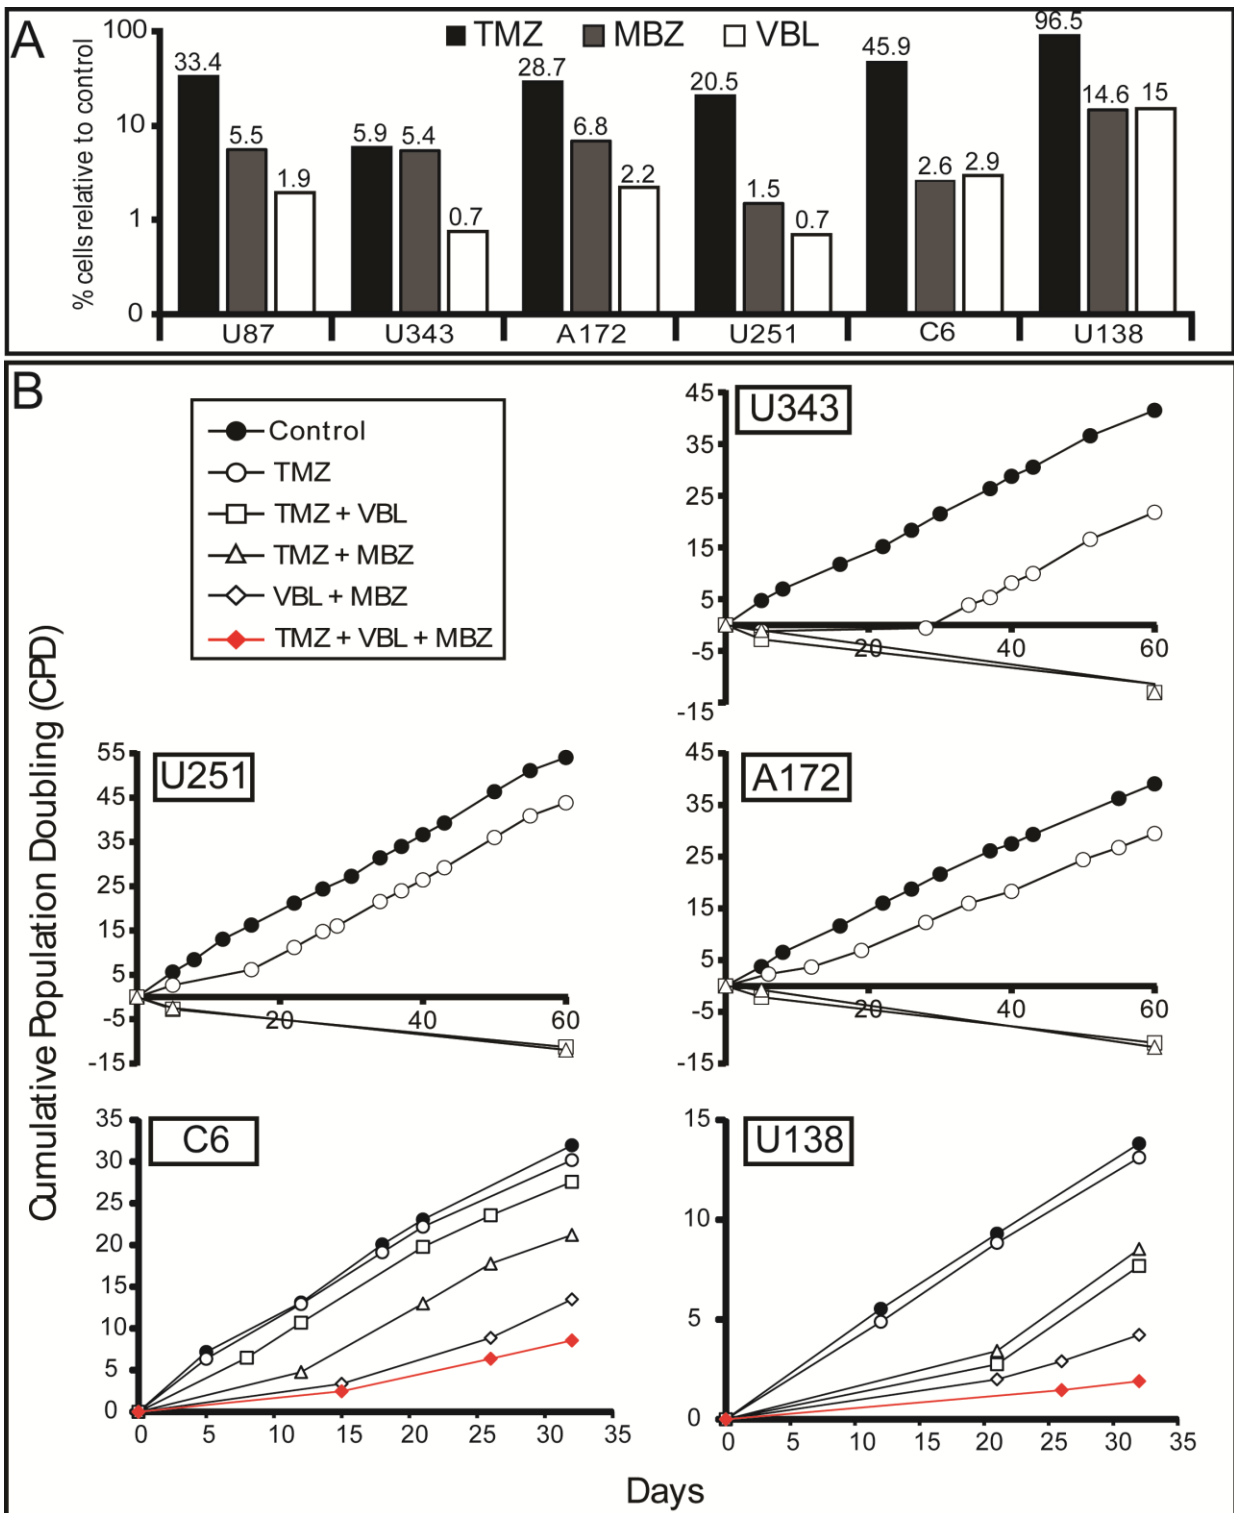 A
TMZ MBZ VBL
% cells relative to control
100
10
1
0
33.4 5.5 1.9
5.9 5.4 0.7
28.7 6.8 2.2
20.5 1.5 0.7
45.9 2.6 2.9
96.5 14.6 15
U87 U343 A172 U251 C6 U138
B
Control
TMZ
TMZ + VBL
TMZ + MBZ
VBL + MBZ
TMZ + VBL + MBZ
Cumulative Population Doubling (CPD)
U343
45
35
25
15
5
-5
-15
20 40 60
U251
55
45
35
25
15
5
-5
-15
20 40 60
A172
45
35
25
15
5
-5
-15
20 40 60
C6
35
30
25
20
15
10
5
0
0 5 10 15 20 25 30 35
U138
15
10
5
0
0 5 10 15 20 25 30 35
Days